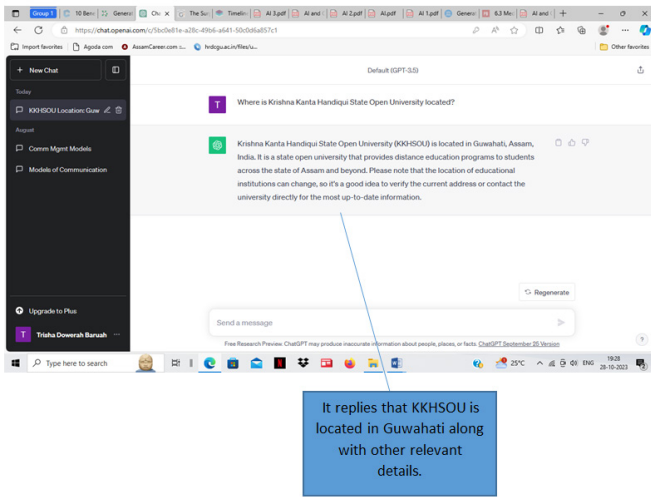 Group 1
10 Bene
General
Cha
The Sur
Timelin
AI 3.pdf
AI and
AI 2.pdf
AI.pdf
AI 1.pdf
General
6.3 Med
AI and
https://chat.openai.com/c/5bc0e81e-a28c-49b6-a641-50c0d6a857c1
Import favorites
Agoda com
AssamCareer.com :...
hrdcgu.ac.in/files/u...
Other favorites
+ New Chat
Default (GPT-3.5)
Today
KKHSOU Location: Guw
August
Comm Mgmt Models
Models of Communication
T
Where is Krishna Kanta Handiqui State Open University located?
Krishna Kanta Handiqui State Open University (KKHSOU) is located in Guwahati, Assam,
India. It is a state open university that provides distance education programs to students
across the state of Assam and beyond. Please note that the location of educational
institutions can change, so it's a good idea to verify the current address or contact the
university directly for the most up-to-date information.
Regenerate
Upgrade to Plus
T Trisha Dowerah Baruah ...
Send a message
Free Research Preview. ChatGPT may produce inaccurate information about people, places, or facts. ChatGPT September 25 Version
?
Type here to search
25°C
ENG
19:28
28-10-2023
It replies that KKHSOU is
located in Guwahati along
with other relevant
details.